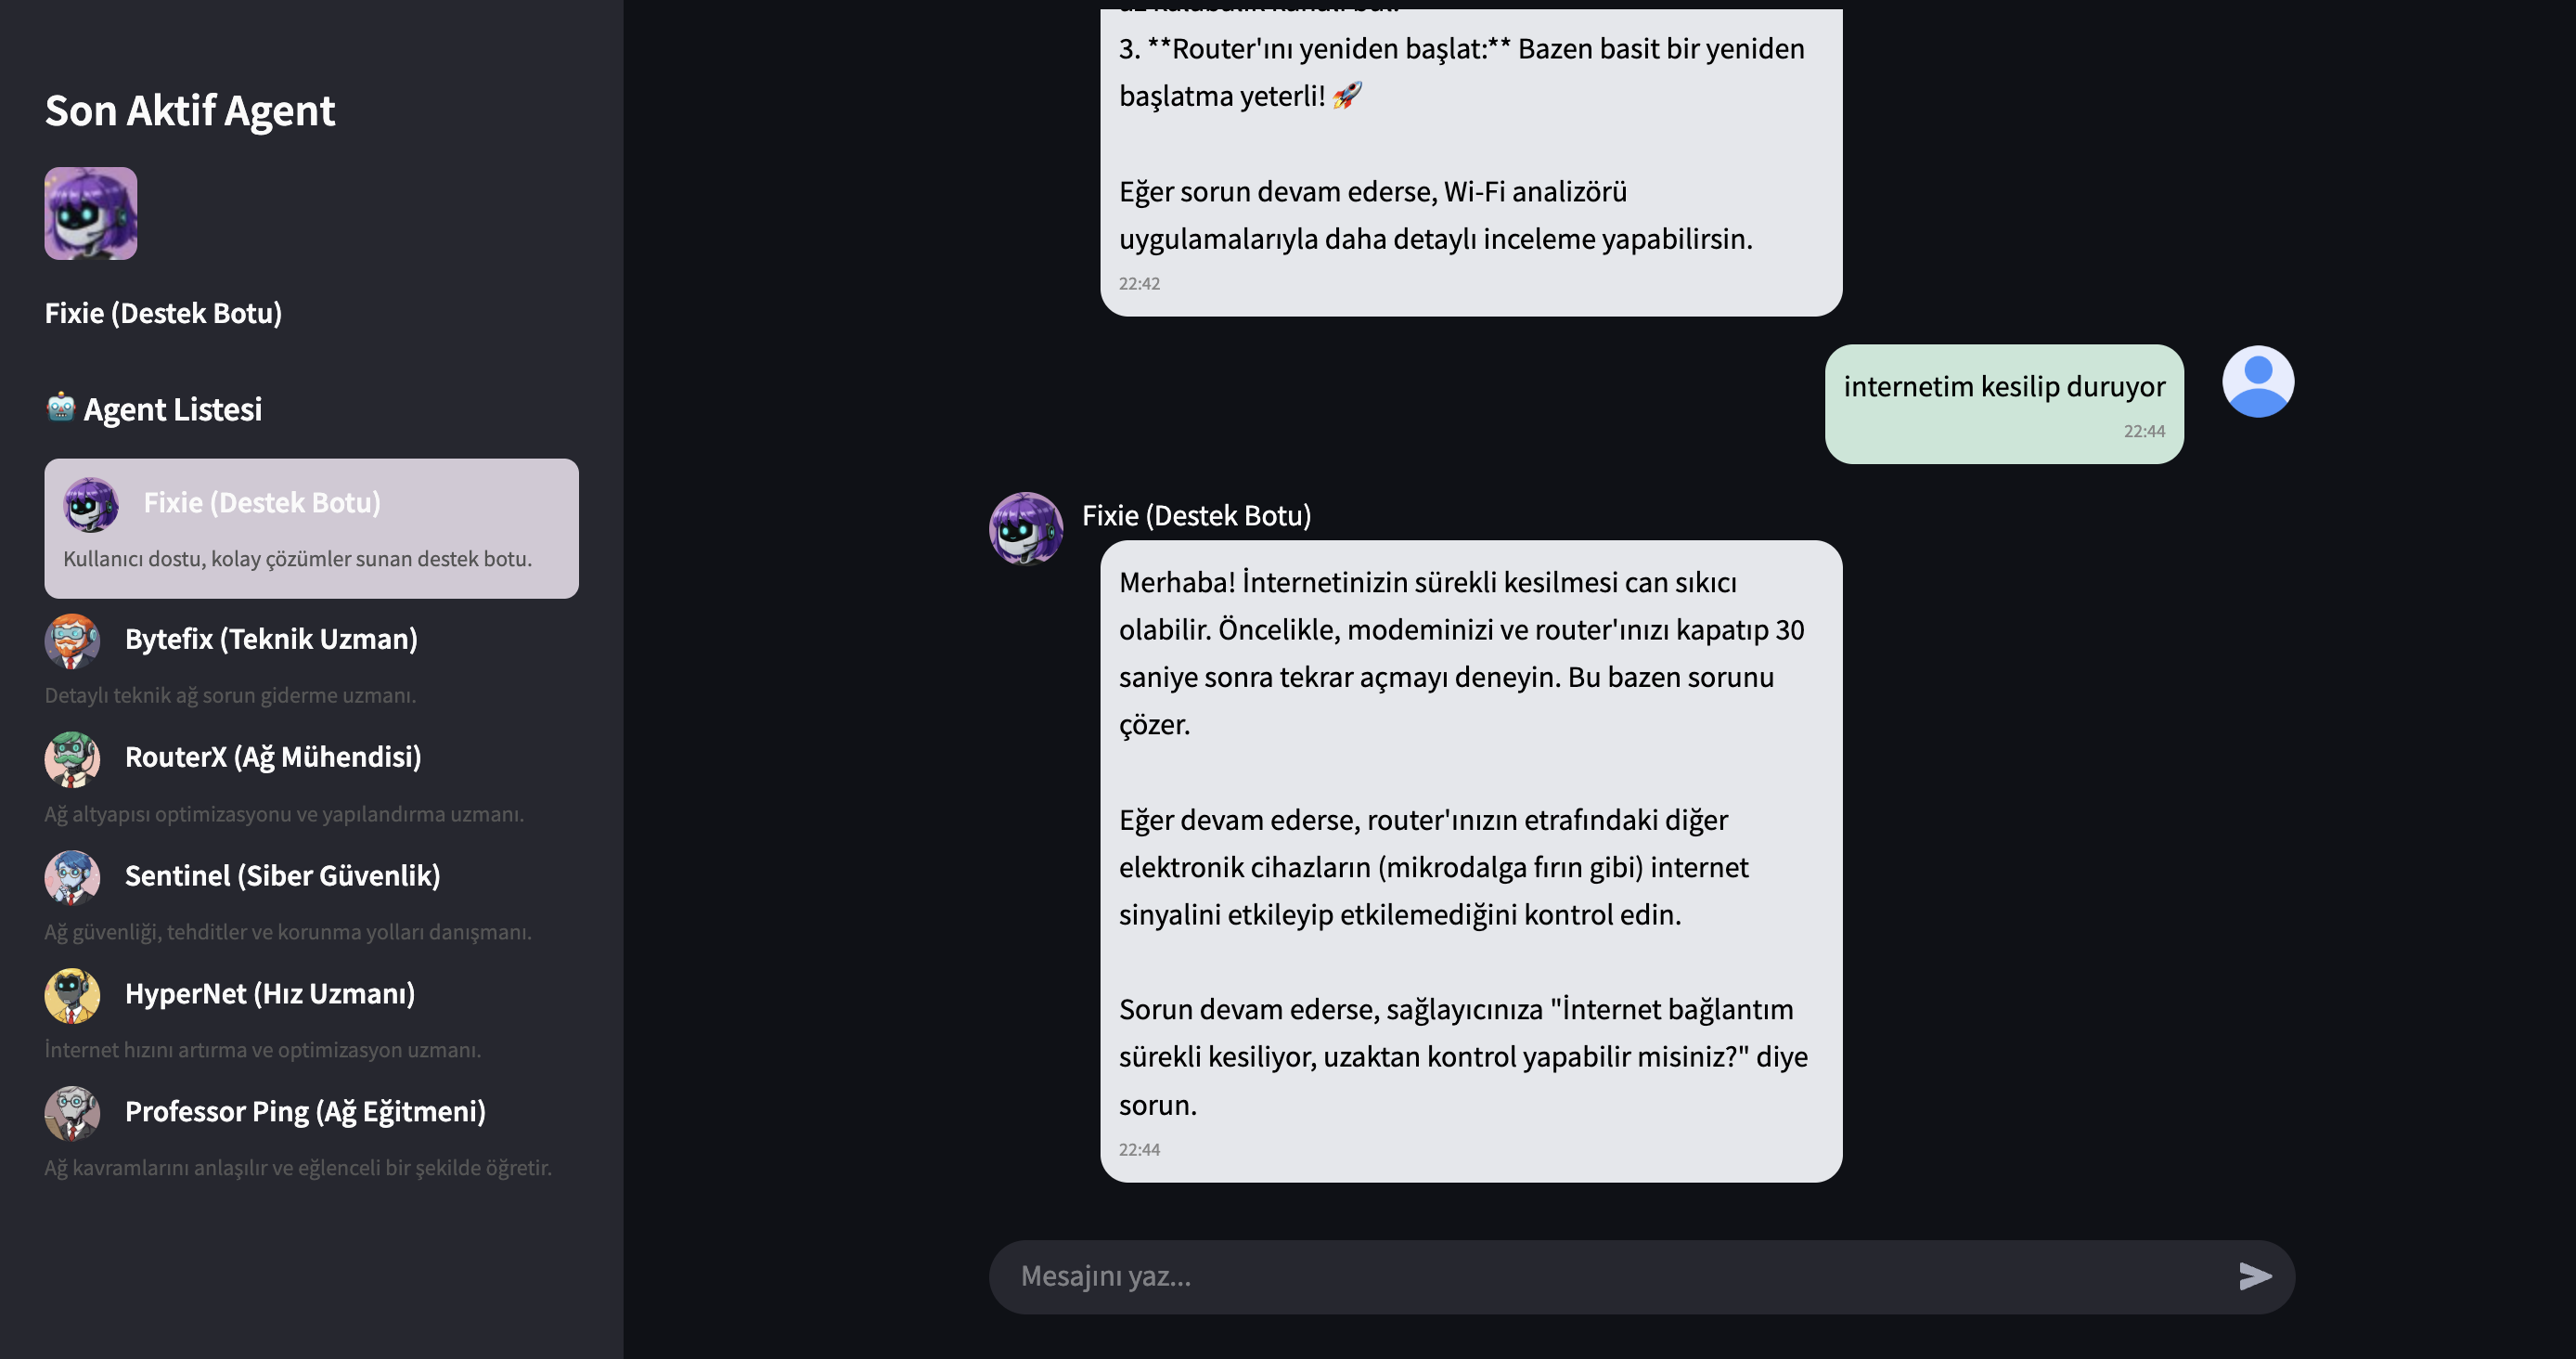 Son Aktif Agent
Fixie (Destek Botu)
Agent Listesi
Fixie (Destek Botu)
Kullanıcı dostu, kolay çözümler sunan destek botu.
Bytefix (Teknik Uzman)
Detaylı teknik ağ sorun giderme uzmanı.
RouterX (Ağ Mühendisi)
Ağ altyapısı optimizasyonu ve yapılandırma uzmanı.
Sentinel (Siber Güvenlik)
Ağ güvenliği, tehditler ve korunma yolları danışmanı.
HyperNet (Hız Uzmanı)
İnternet hızını artırma ve optimizasyon uzmanı.
Professor Ping (Ağ Eğitmeni)
Ağ kavramlarını anlaşılır ve eğlenceli bir şekilde öğretir.
3. **Router'ını yeniden başlat:** Bazen basit bir yeniden
başlatma yeterli! 🚀
Eğer sorun devam ederse, Wi-Fi analizörü
uygulamalarıyla daha detaylı inceleme yapabilirsin.
22:42
internetim kesilip duruyor
22:44
Fixie (Destek Botu)
Merhaba! İnternetinizin sürekli kesilmesi can sıkıcı
olabilir. Öncelikle, modeminizi ve router'ınızı kapatıp 30
saniye sonra tekrar açmayı deneyin. Bu bazen sorunu
çözer.
Eğer devam ederse, router'ınızın etrafındaki diğer
elektronik cihazların (mikrodalga fırın gibi) internet
sinyalini etkileyip etkilemediğini kontrol edin.
Sorun devam ederse, sağlayıcınıza "İnternet bağlantım
sürekli kesiliyor, uzaktan kontrol yapabilir misiniz?" diye
sorun.
22:44
Mesajını yaz...